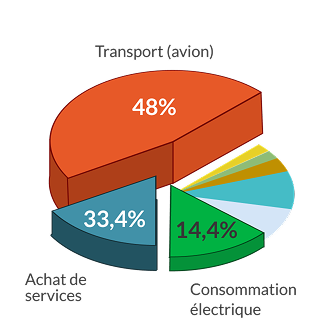 Transport (avion)
48%
33,4%
14,4%
Achat de
services
Consommation
électrique